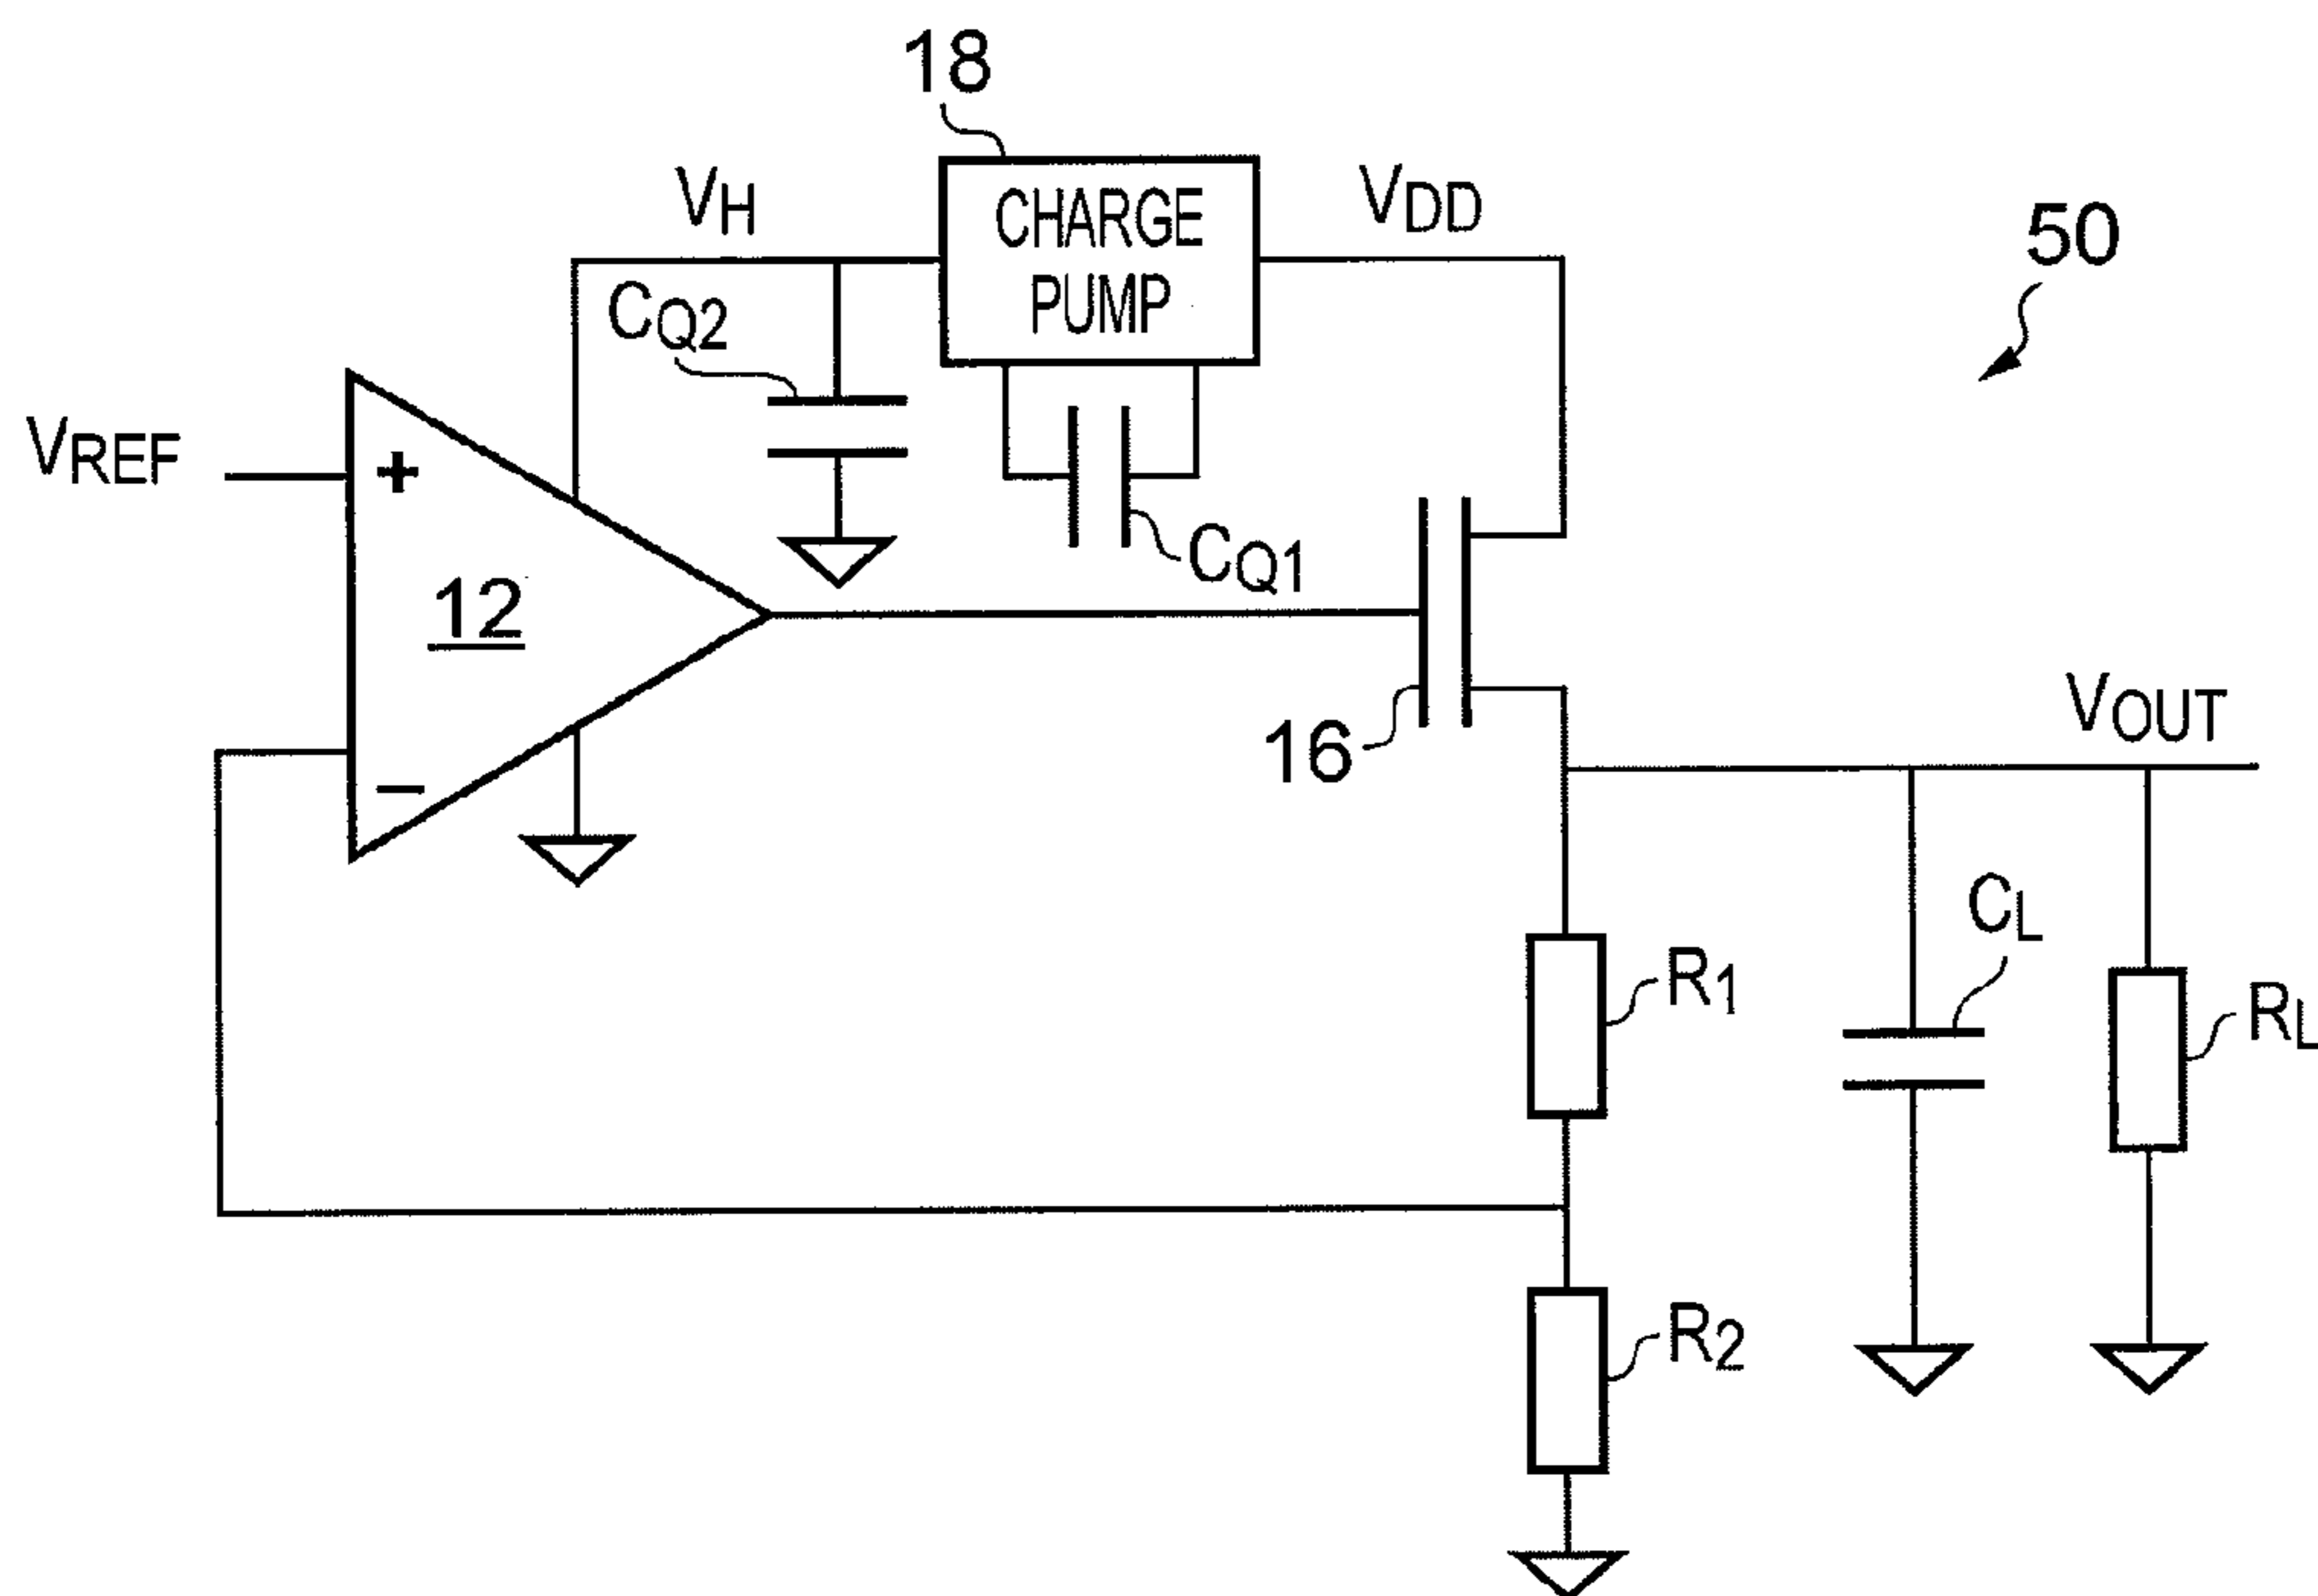 18
VH
CHARGE
PUMP
VDD
50
CQ2
VREF
+
12
CQ1
16
VOUT
−
CL
R1
RL
R2